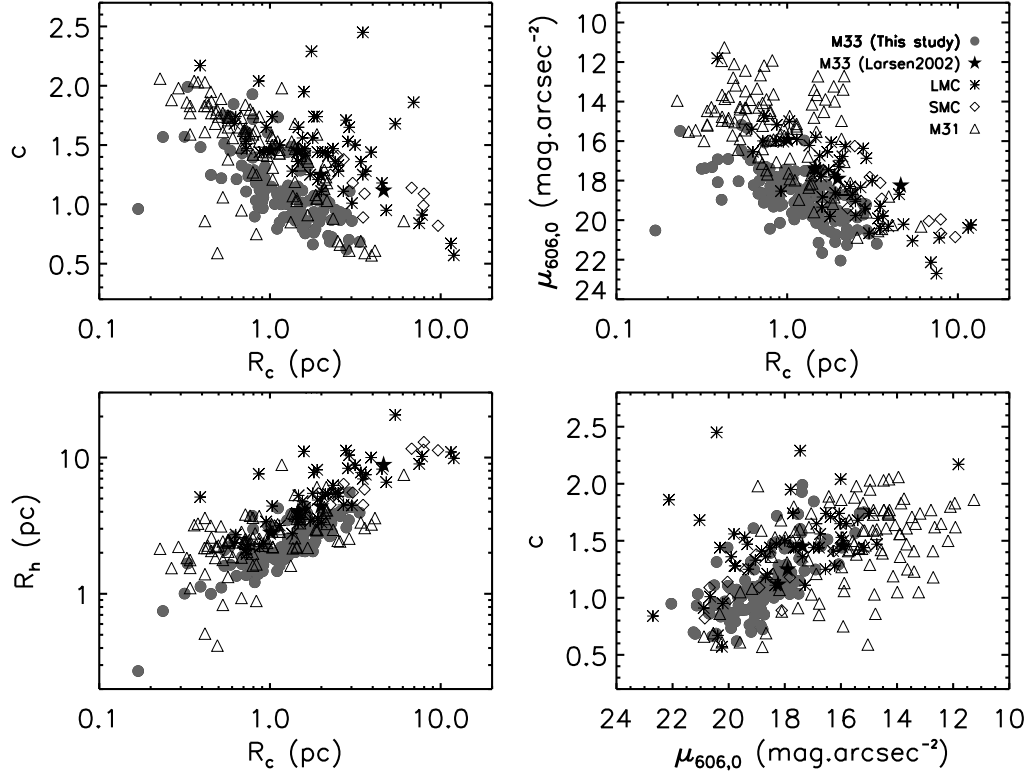 2.5
2.0
1.5
1.0
0.5
c
0.1
1.0
10.0
R_c (pc)
10
12
14
16
18
20
22
24
μ_606,0 (mag.arcsec⁻²)
M33 (This study)
M33 (Larsen2002)
LMC
SMC
M31
0.1
1.0
10.0
R_c (pc)
10
1
R_h (pc)
0.1
1.0
10.0
R_c (pc)
2.5
2.0
1.5
1.0
0.5
c
24
22
20
18
16
14
12
10
μ_606,0 (mag.arcsec⁻²)